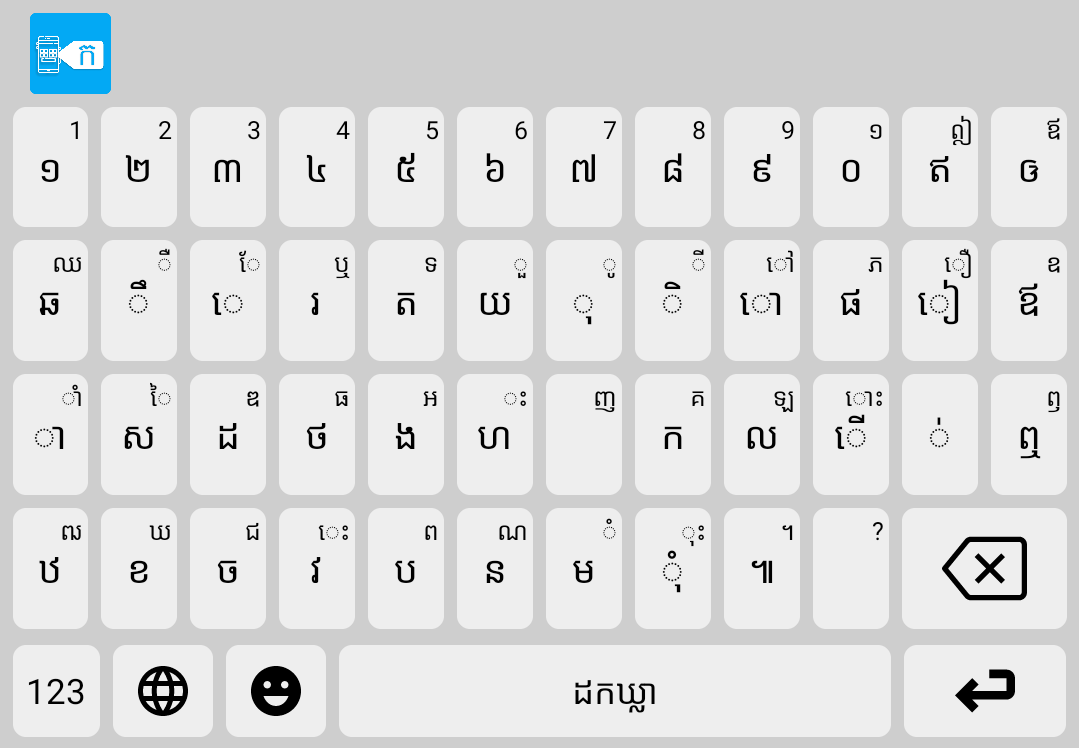 ក៏
1 2 3 4 5 6 7 8 9 ១ ឦ ឳ
១ ២ ៣ ៤ ៥ ៦ ៧ ៨ ៩ ០ ឥ ឲ
ឈ ឺ ែ ឬ ទ ួ ូ ី ៅ ភ ឿ ឧ
ឆ ឹ េ រ ត យ ុ ិ ោ ផ ៀ ឪ
ាំ ៃ ឌ ធ អ ះ ញ គ ឡ ោះ ឭ
ា ស ដ ថ ង ហ ក ល ើ ់ ឮ
ឍ ឃ ជ េះ ព ណ ំ ុះ ។ ?
ឋ ខ ច វ ប ន ម ុំ ៕
123 ដកឃ្លា